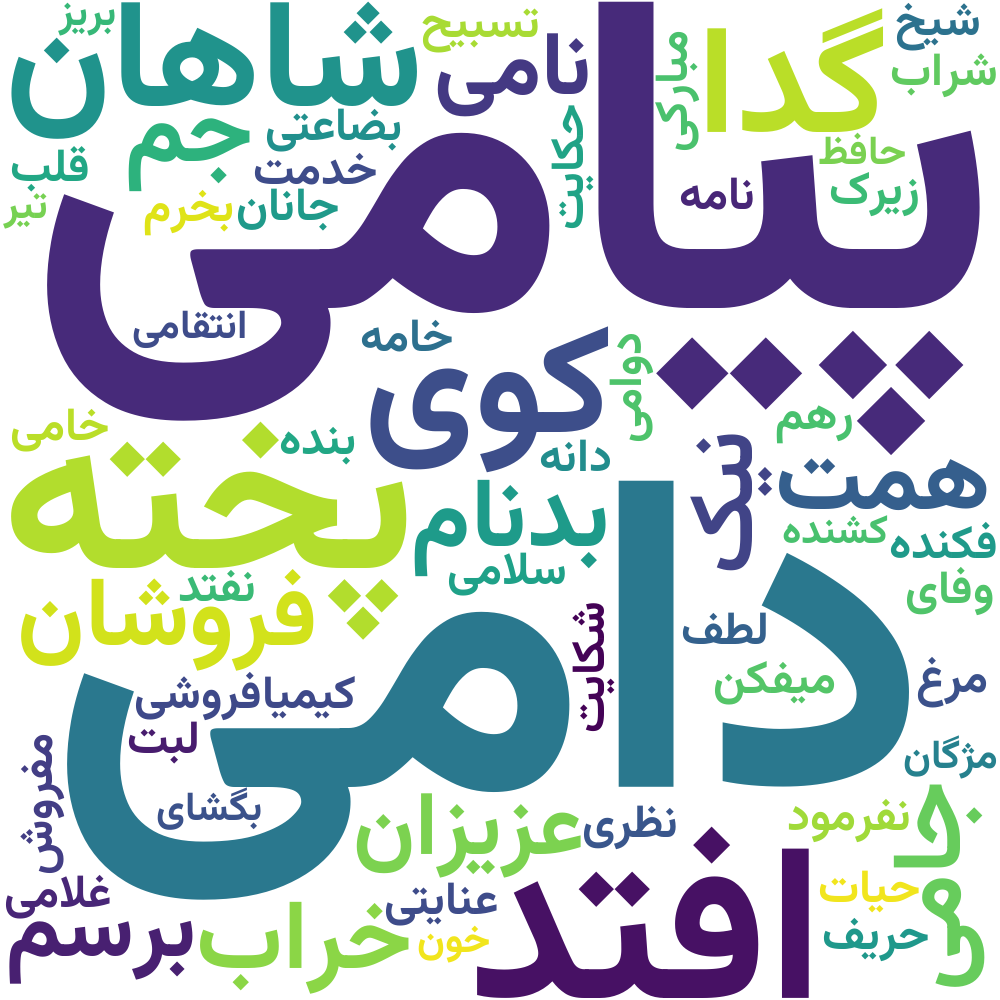 بریز
شاهان
تسبیح
نامی
مبارکی
گدا
شیخ
شراب
جم
بضاعتی
حکایت
پیامی
حافظ
قلب
خدمت
نامه
زیرک
تیر
بخرم
جانان
انتقامی
خامه
کوی
دوامی
رهم
خامی
بنده
دانه
نیک
همت
پخته
بدنام
کشنده
فکنده
سلامی
نفتد
وفای
فروشان
شکایت
لطف
دامی
میفکن
مرغ
کیمیافروشی
لبت
مژگان
مفروش
بگشای
عزیزان
نظری
نفرمود
جامی
غلامی
عنایتی
افتد
حیات
برسم
خراب
خون
حریف